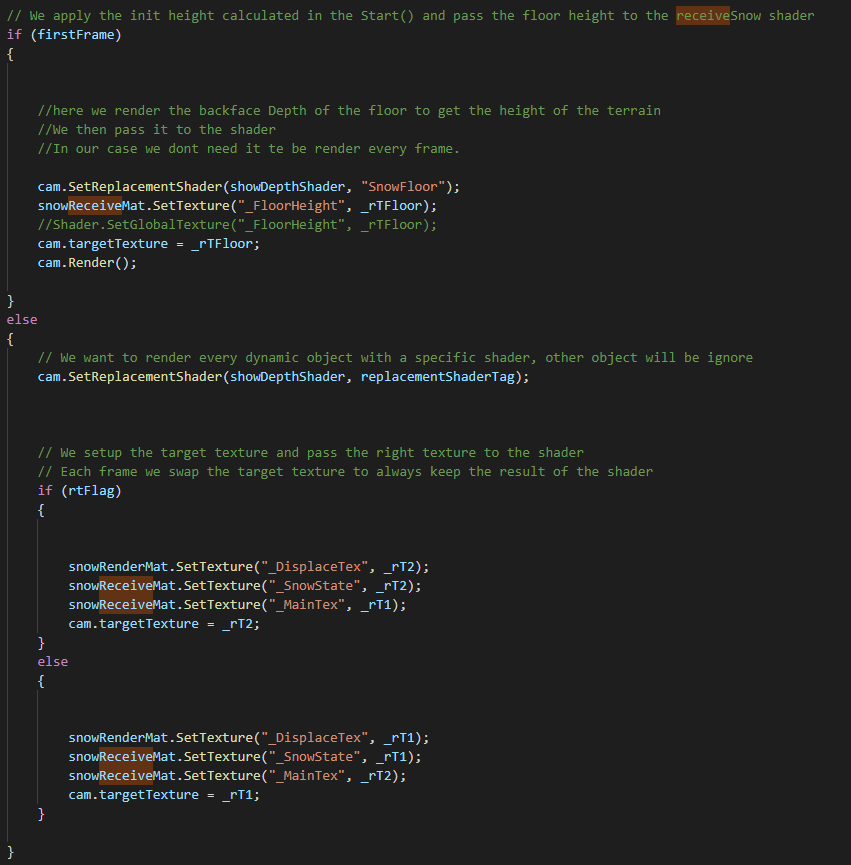 // We apply the init height calculated in the Start() and pass the floor height to the receiveSnow shader
if (firstFrame)
{
//here we render the backface Depth of the floor to get the height of the terrain
//We then pass it to the shader
//In our case we dont need it te be render every frame.
cam.SetReplacementShader(showDepthShader, "SnowFloor");
snowReceiveMat.SetTexture("_FloorHeight", _rTFloor);
//Shader.SetGlobalTexture("_FloorHeight", _rTFloor);
cam.targetTexture = _rTFloor;
cam.Render();
}
else
{
// We want to render every dynamic object with a specific shader, other object will be ignore
cam.SetReplacementShader(showDepthShader, replacementShaderTag);
// We setup the target texture and pass the right texture to the shader
// Each frame we swap the target texture to always keep the result of the shader
if (rtFlag)
{
snowRenderMat.SetTexture("_DisplaceTex", _rT2);
snowReceiveMat.SetTexture("_SnowState", _rT2);
snowReceiveMat.SetTexture("_MainTex", _rT1);
cam.targetTexture = _rT2;
}
else
{
snowRenderMat.SetTexture("_DisplaceTex", _rT1);
snowReceiveMat.SetTexture("_SnowState", _rT1);
snowReceiveMat.SetTexture("_MainTex", _rT2);
cam.targetTexture = _rT1;
}
}